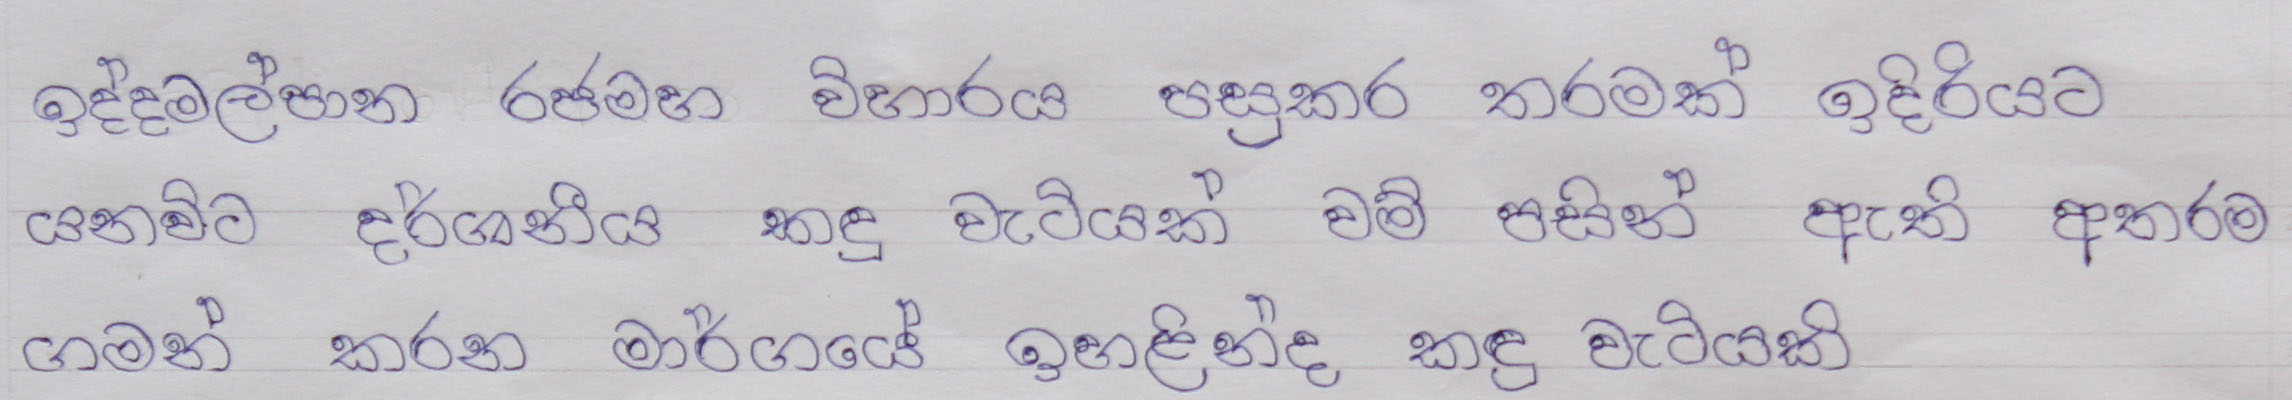 ඉද්දමල්පාන රජමහ විහාරය පසුකර තරමක් ඉදිරියට
යනවිට දර්ශනීය කඳු වැටියක් වම් පසින් ඇති අතරම
ගමන් කරන මාර්ගයේ ඉහළින්ද කඳු වැටියකි